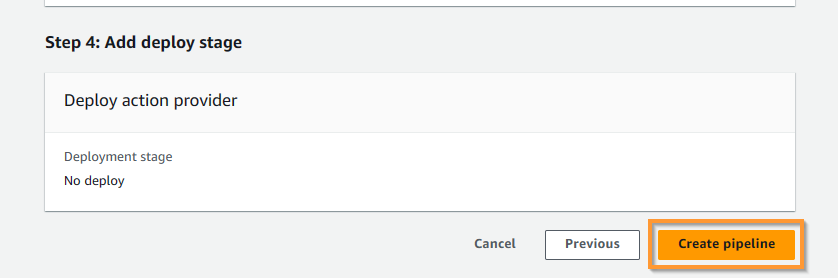 Step 4: Add deploy stage
Deploy action provider
Deployment stage
No deploy
Cancel
Previous
Create pipeline